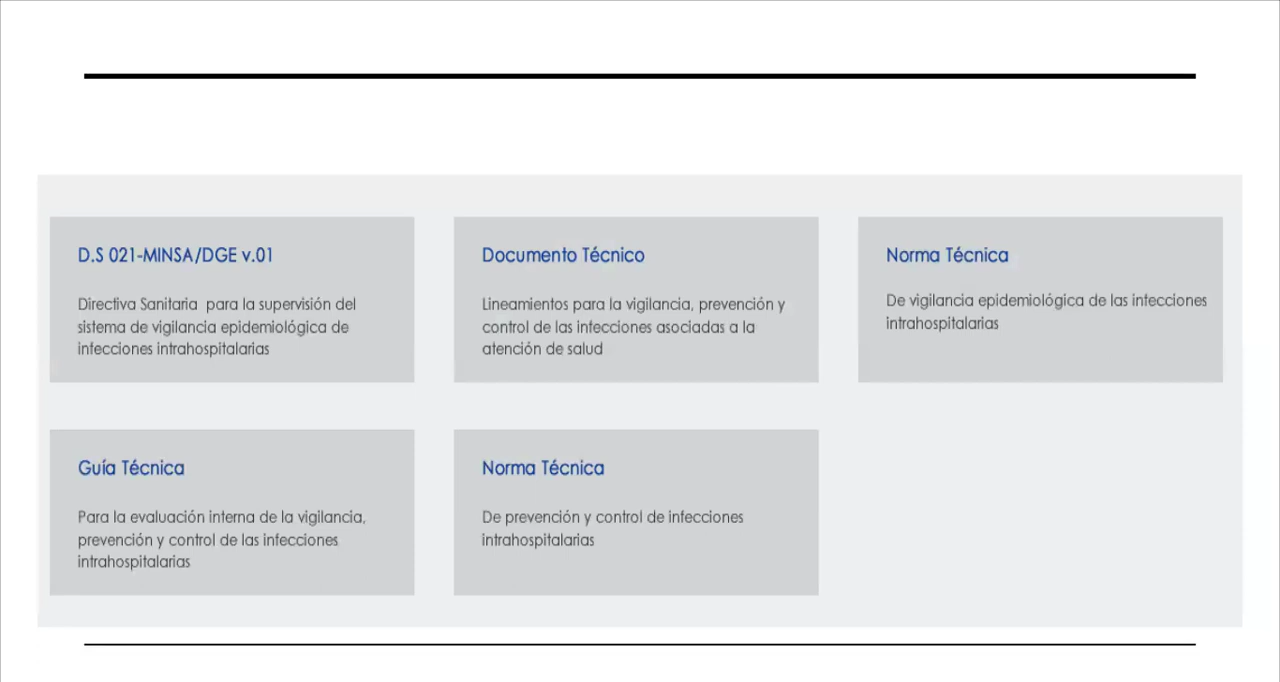 D.S 021-MINSA/DGE v.01
Directiva Sanitaria para la supervisión del
sistema de vigilancia epidemiológica de
infecciones intrahospitalarias
Documento Técnico
Lineamientos para la vigilancia, prevención y
control de las infecciones asociadas a la
atención de salud
Norma Técnica
De vigilancia epidemiológica de las infecciones
intrahospitalarias
Guía Técnica
Para la evaluación interna de la vigilancia,
prevención y control de las infecciones
intrahospitalarias
Norma Técnica
De prevención y control de infecciones
intrahospitalarias